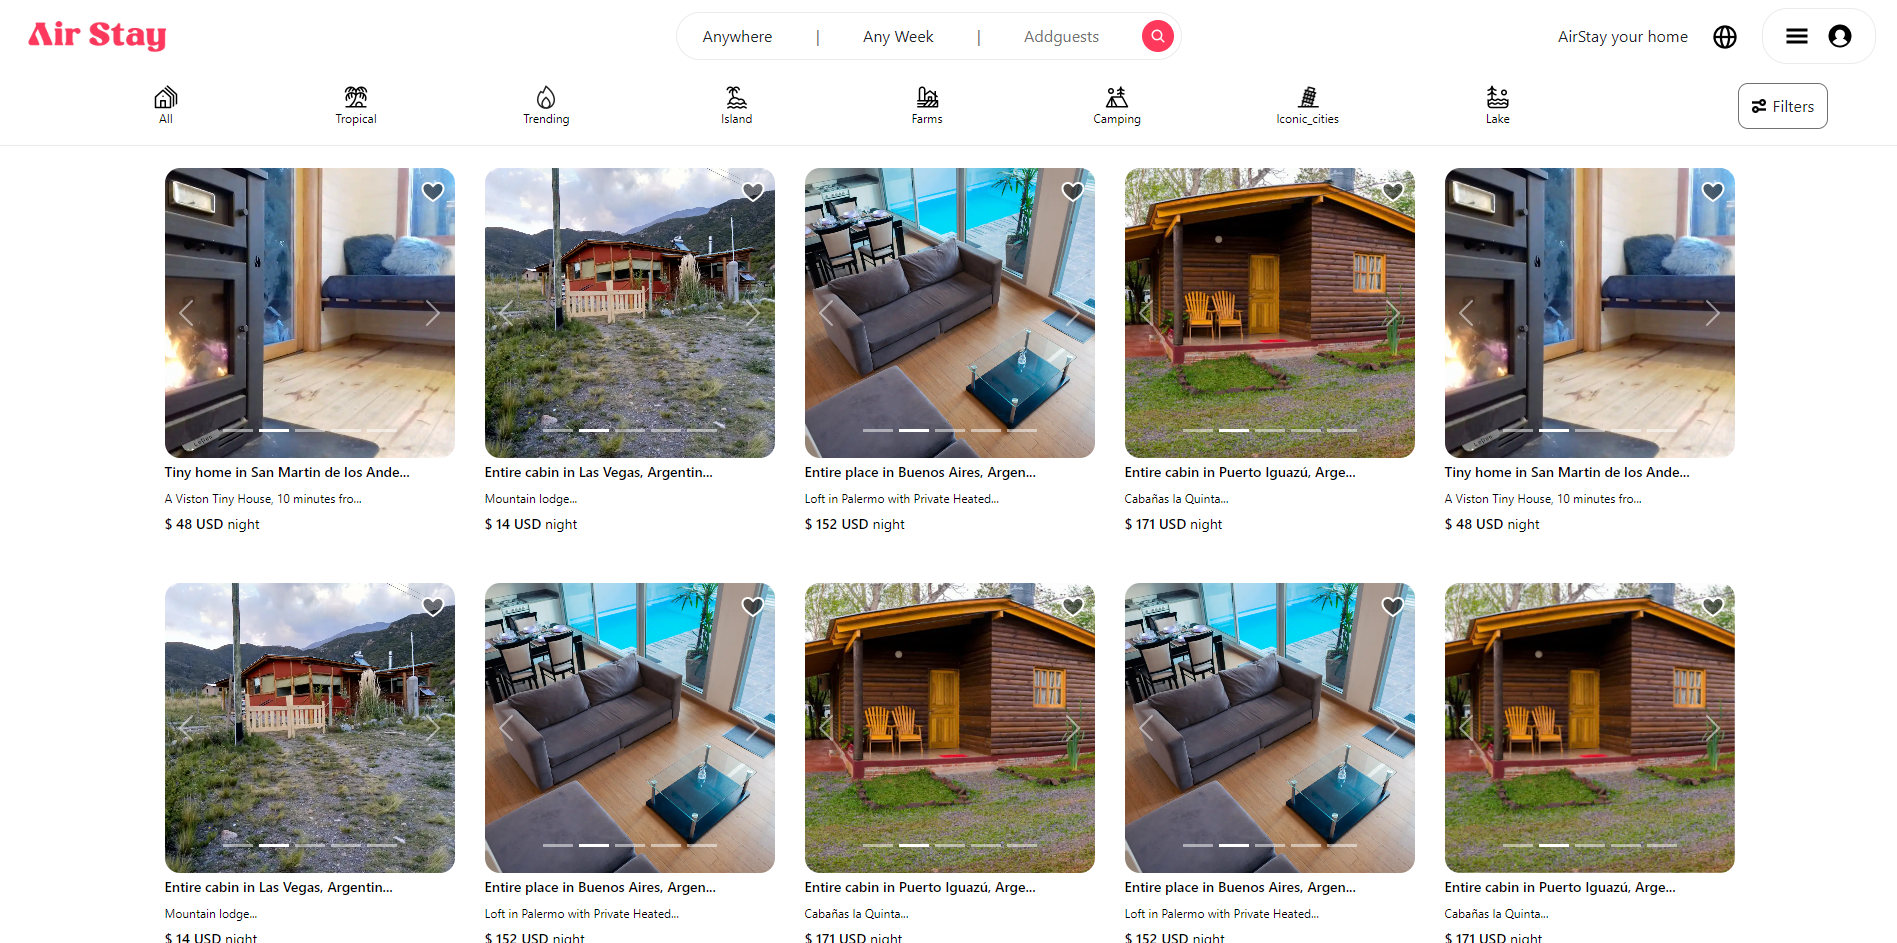 Air Stay
Anywhere | Any Week | Addguests
AirStay your home
All
Tropical
Trending
Island
Farms
Camping
Iconic_cities
Lake
Filters
Tiny home in San Martin de los Ande...
A Viston Tiny House, 10 minutes fro...
$ 48 USD night
Entire cabin in Las Vegas, Argentin...
Mountain lodge...
$ 14 USD night
Entire place in Buenos Aires, Argen...
Loft in Palermo with Private Heated...
$ 152 USD night
Entire cabin in Puerto Iguazú, Arge...
Cabañas la Quinta...
$ 171 USD night
Tiny home in San Martin de los Ande...
A Viston Tiny House, 10 minutes fro...
$ 48 USD night
Entire cabin in Las Vegas, Argentin...
Mountain lodge...
$ 14 USD night
Entire place in Buenos Aires, Argen...
Loft in Palermo with Private Heated...
$ 152 USD night
Entire cabin in Puerto Iguazú, Arge...
Cabañas la Quinta...
$ 171 USD night
Entire place in Buenos Aires, Argen...
Loft in Palermo with Private Heated...
$ 152 USD night
Entire cabin in Puerto Iguazú, Arge...
Cabañas la Quinta...
$ 171 USD night